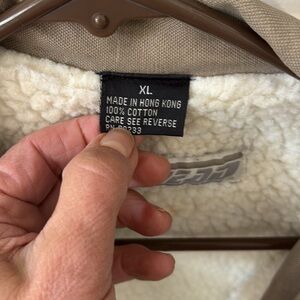 XL
MADE IN HONG KONG
100% COTTON
CARE SEE REVERSE